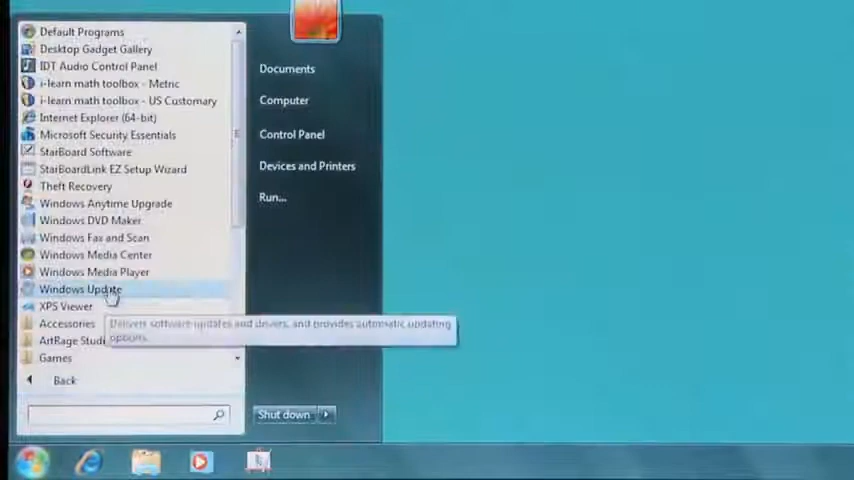 Default Programs
Desktop Gadget Gallery
IDT Audio Control Panel
i-learn math toolbox - Metric
i-learn math toolbox - US Customary
Internet Explorer (64-bit)
Microsoft Security Essentials
StarBoard Software
StarBoardLink EZ Setup Wizard
Theft Recovery
Windows Anytime Upgrade
Windows DVD Maker
Windows Fax and Scan
Windows Media Center
Windows Media Player
Windows Update
XPS Viewer
Accessories
ArtRage Stud
Games
Back
Delivers software updates and drivers, and provides automatic updating
options.
Documents
Computer
Control Panel
Devices and Printers
Run...
Shut down